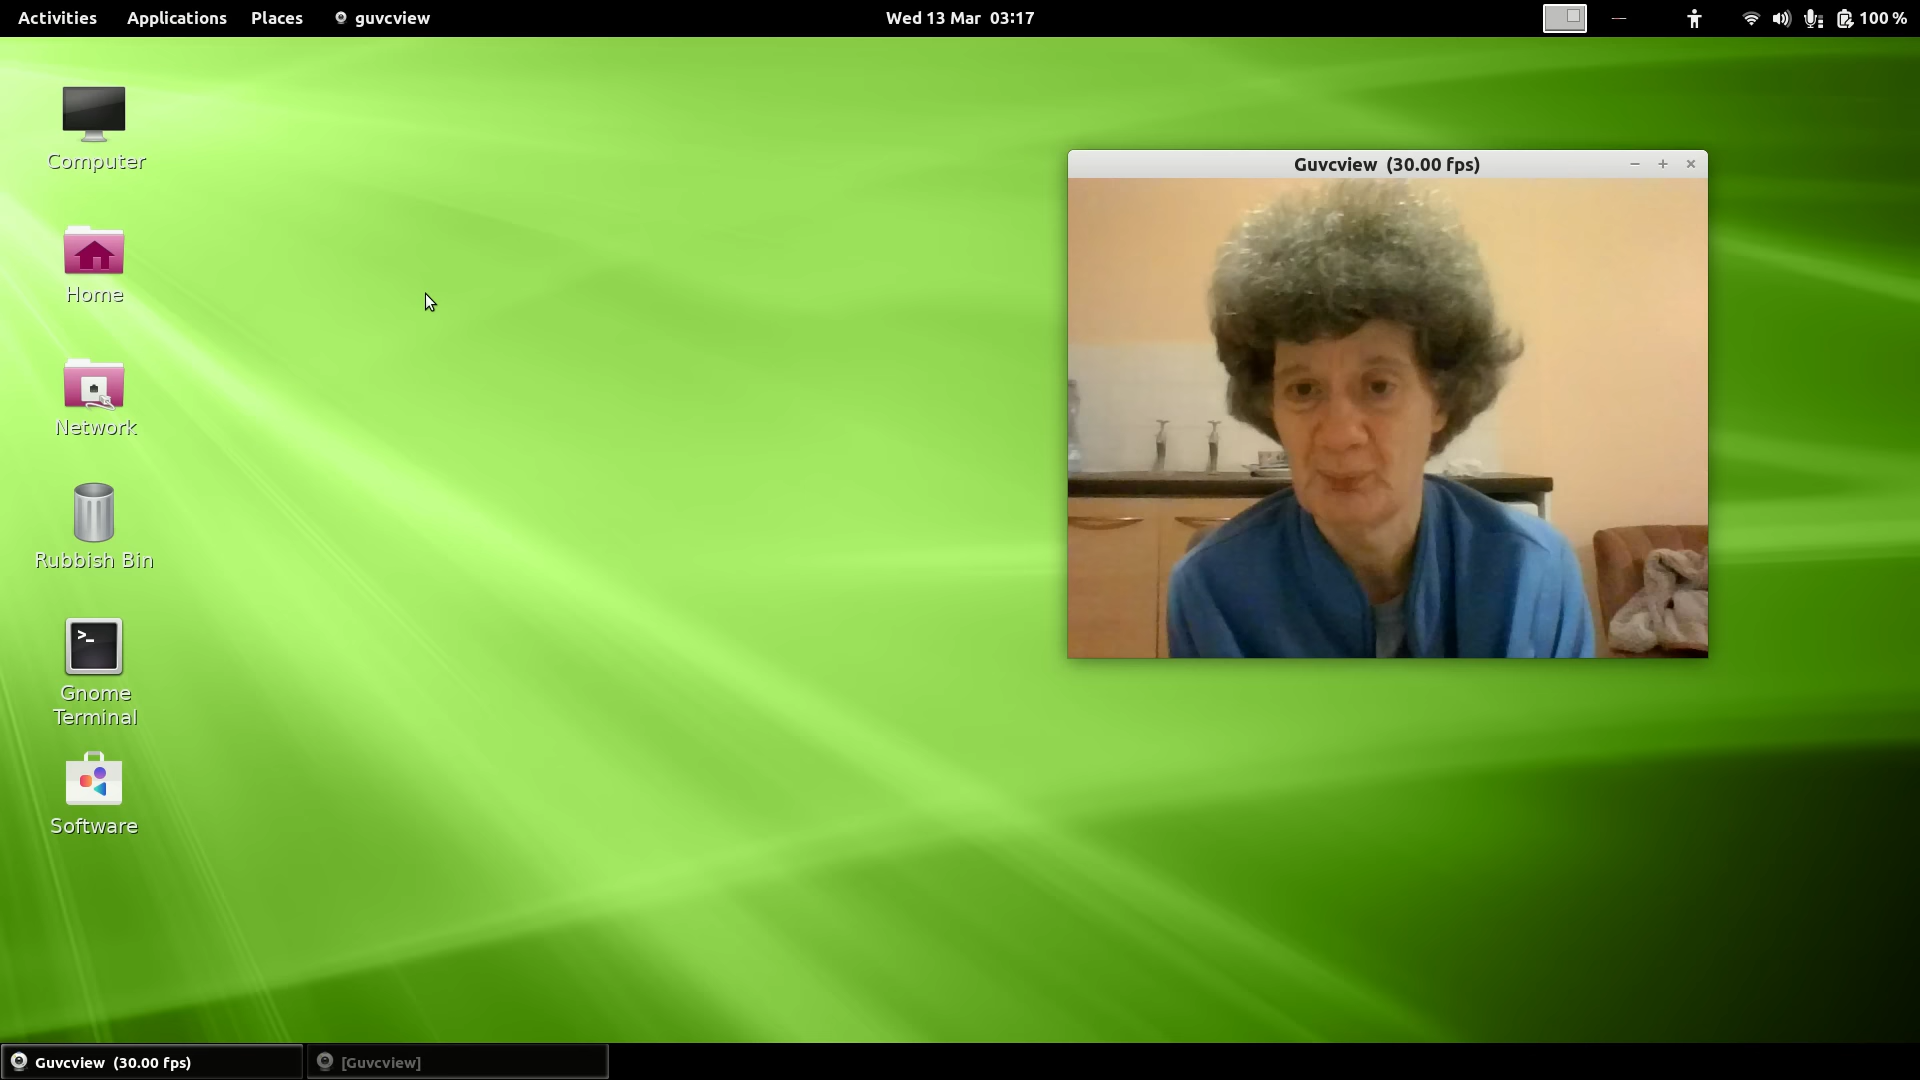 Activities Applications Places guvcview Wed 13 Mar 03:17 100 %
Computer
Guvcview (30.00 fps)
Home
Network
Rubbish Bin
>_
Gnome
Terminal
Software
Guvcview (30.00 fps) [Guvcview]